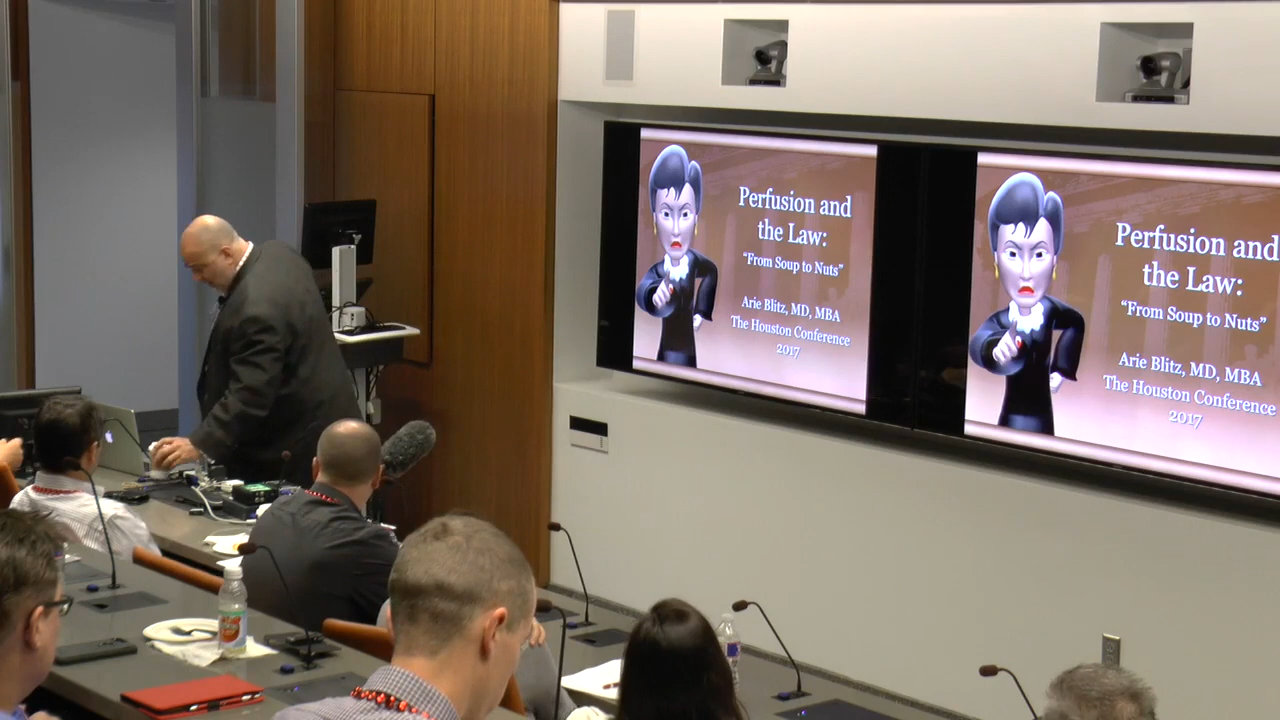 Perfusion and
the Law:
“From Soup to Nuts”
Arie Blitz, MD, MBA
The Houston Conference
2017
Perfusion and
the Law:
“From Soup to Nuts”
Arie Blitz, MD, MBA
The Houston Conference
2017